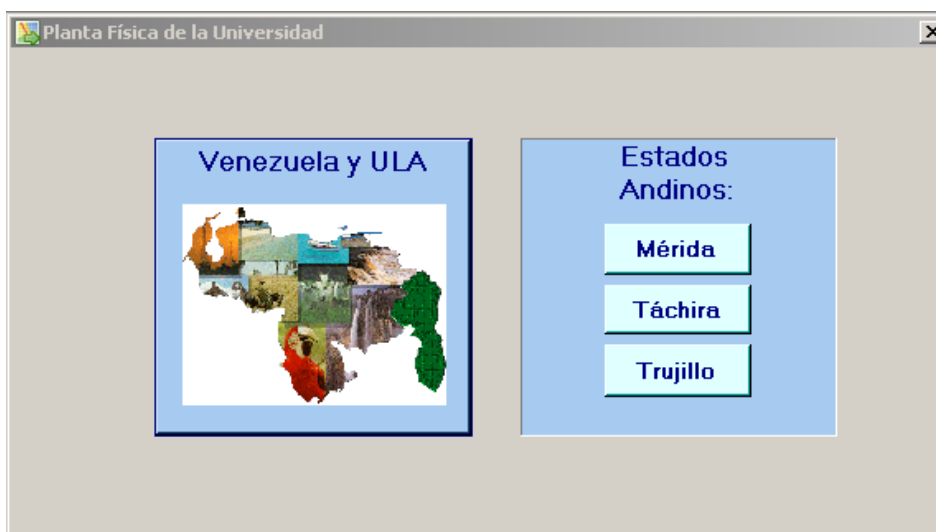 Planta Física de la Universidad
Venezuela y ULA
Estados
Andinos:
Mérida
Táchira
Trujillo